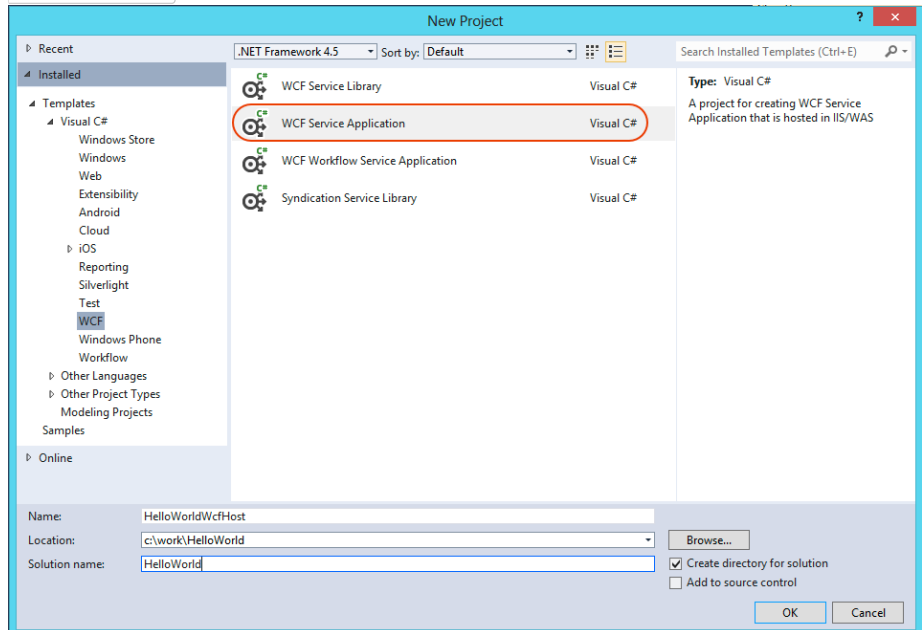 New Project
? ×
Recent
.NET Framework 4.5 Sort by: Default
Search Installed Templates (Ctrl+E)
Installed
Templates
Visual C#
Windows Store
Windows
Web
Extensibility
Android
Cloud
iOS
Reporting
Silverlight
Test
WCF
Windows Phone
Workflow
Other Languages
Other Project Types
Modeling Projects
Samples
Online
C# WCF Service Library Visual C#
C# WCF Service Application Visual C#
C# WCF Workflow Service Application Visual C#
C# Syndication Service Library Visual C#
Type: Visual C#
A project for creating WCF Service
Application that is hosted in IIS/WAS
Name: HelloWorldWcfHost
Location: c:\work\HelloWorld Browse...
Solution name: HelloWorld
Create directory for solution
Add to source control
OK Cancel